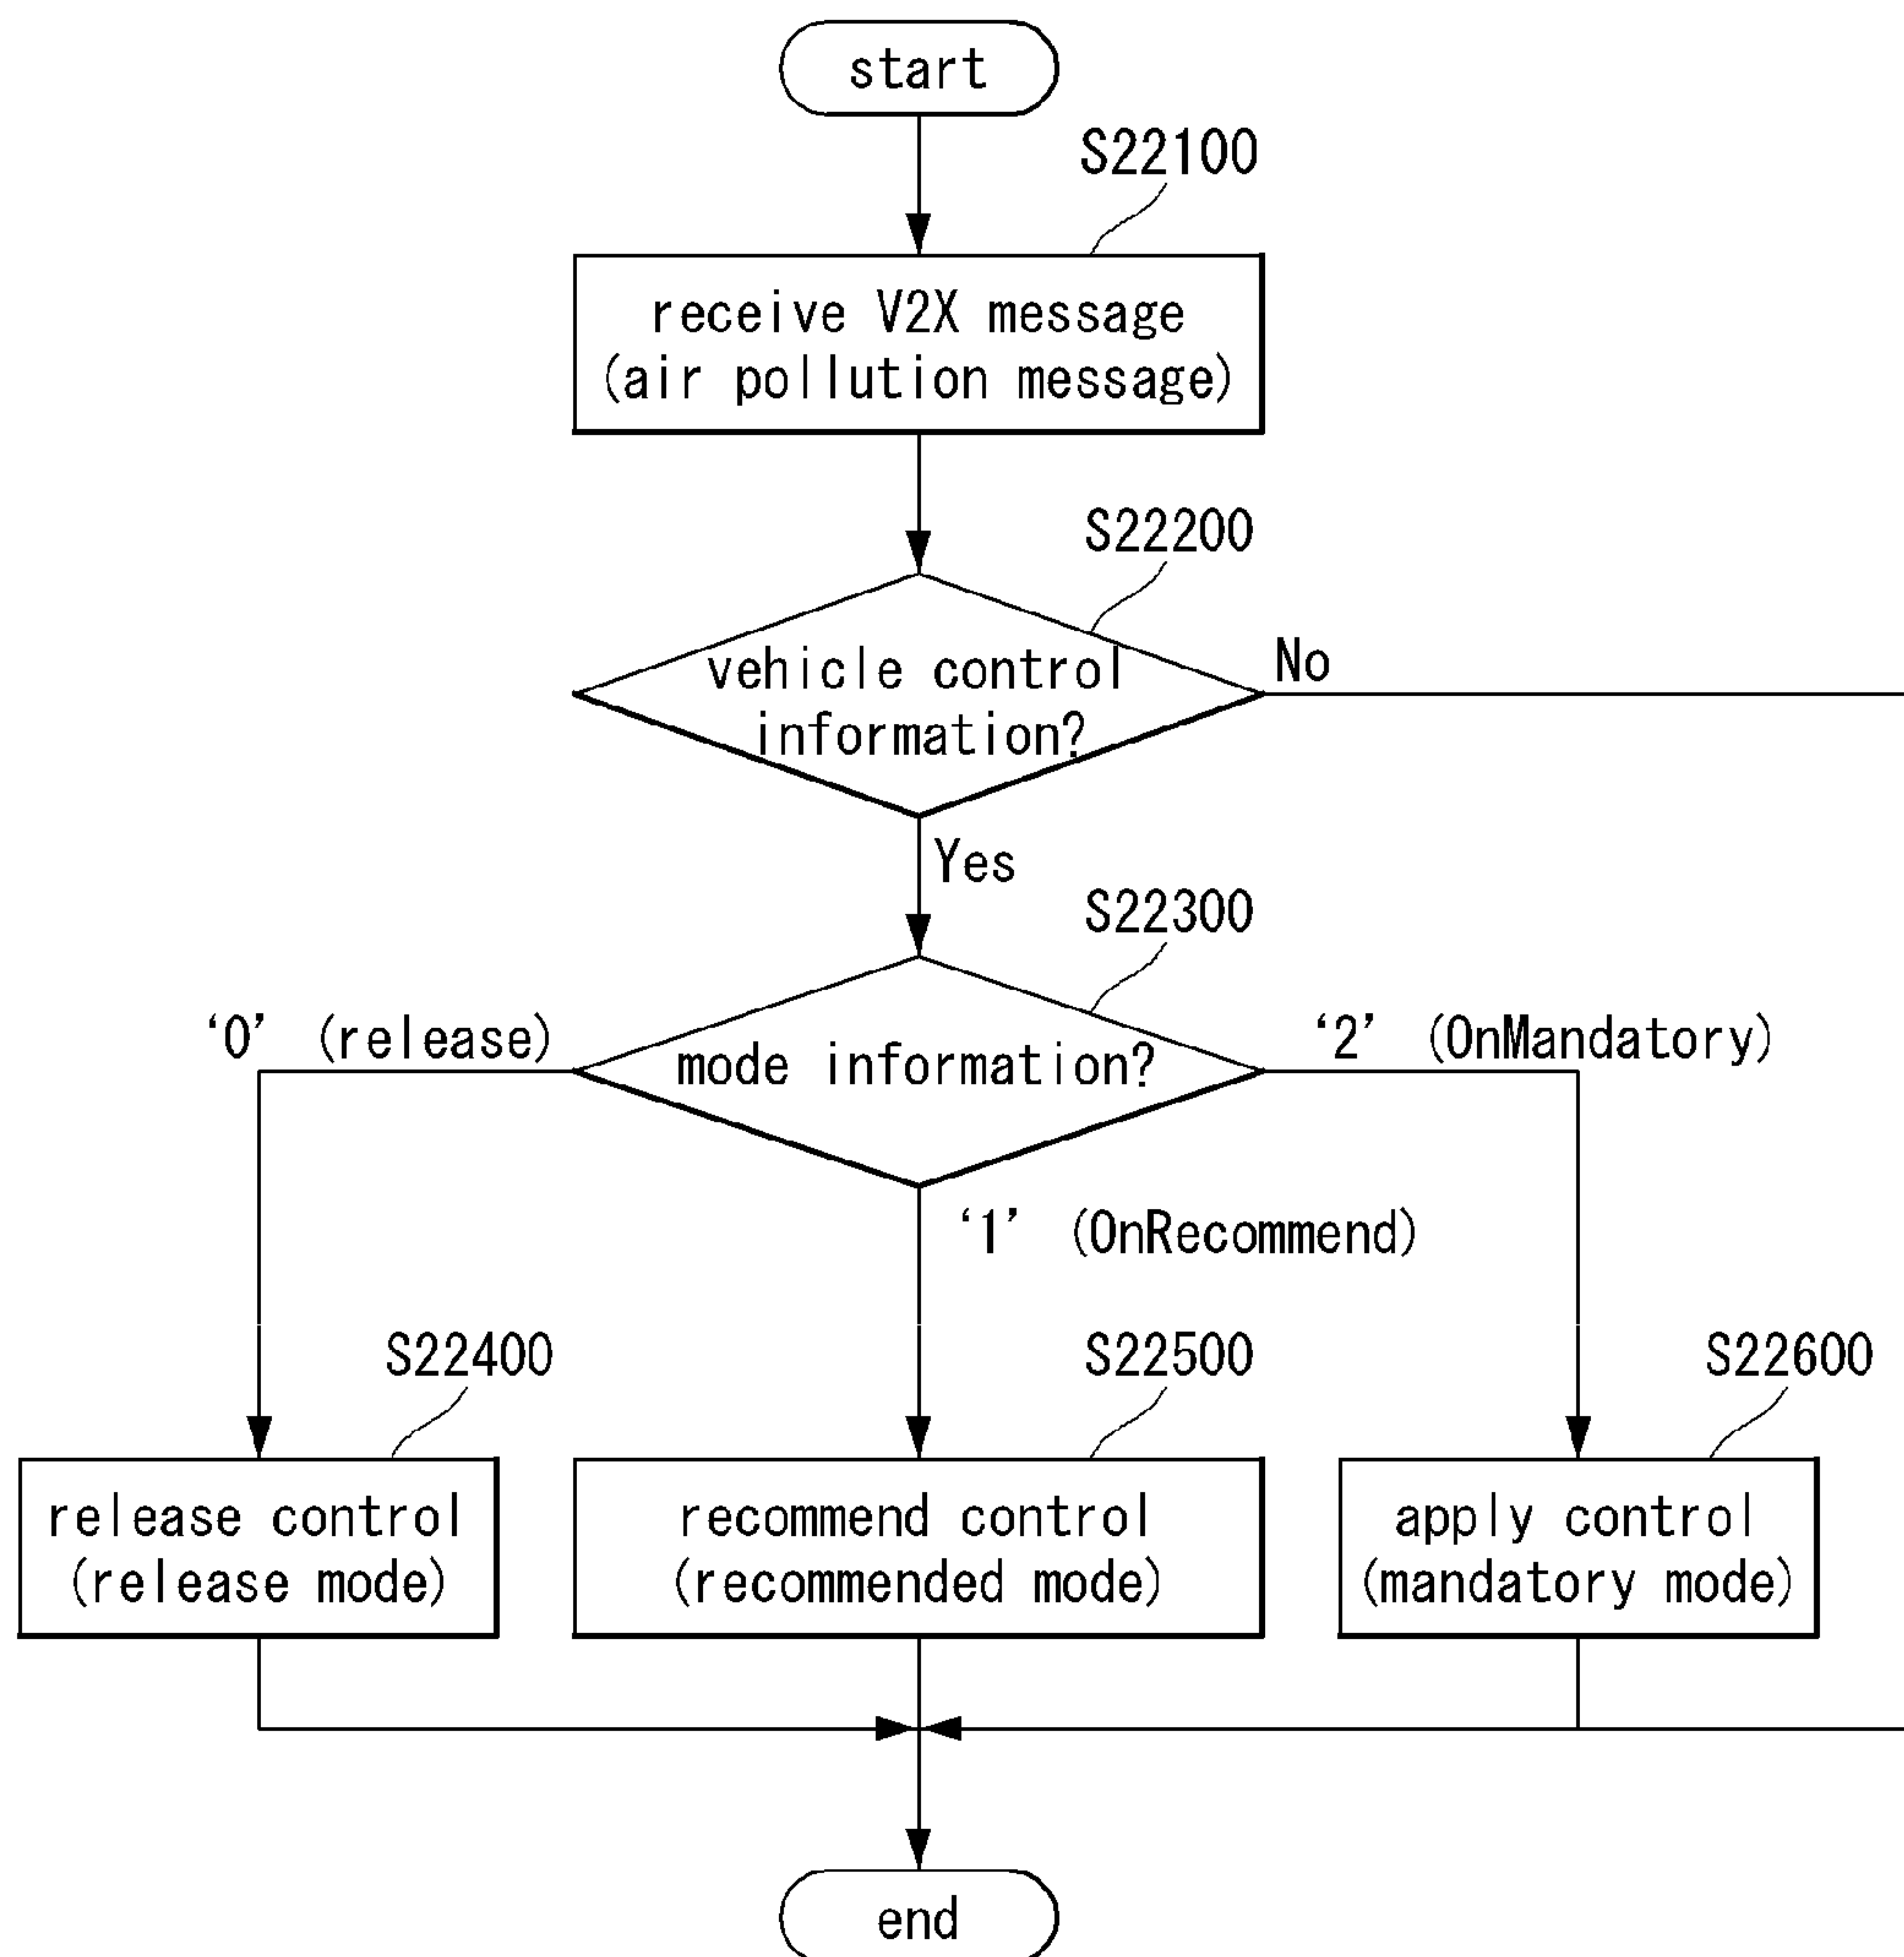 start
S22100
receive V2X message
(air pollution message)
S22200
vehicle control
information?
No
Yes
S22300
‘0’ (release)
mode information?
‘2’ (OnMandatory)
‘1’ (OnRecommend)
S22400
S22500
S22600
release control
(release mode)
recommend control
(recommended mode)
apply control
(mandatory mode)
end